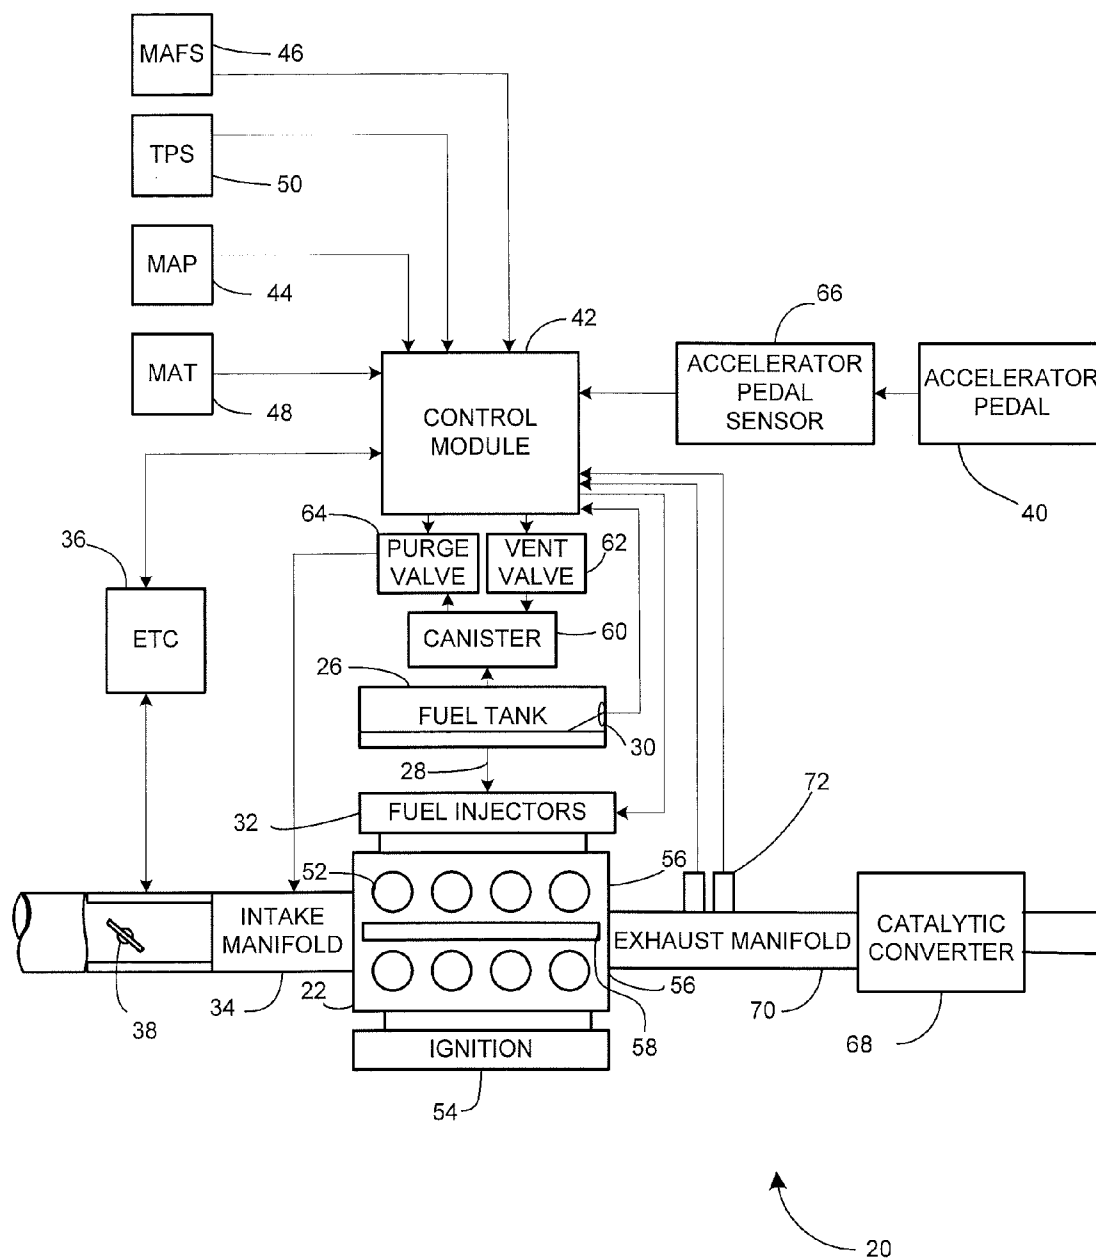 MAFS
46
TPS
50
MAP
44
MAT
48
42
CONTROL
MODULE
66
ACCELERATOR
PEDAL
SENSOR
ACCELERATOR
PEDAL
40
36
ETC
64
PURGE
VALVE
VENT
VALVE
62
CANISTER
60
26
FUEL TANK
30
28
32
FUEL INJECTORS
72
52
56
INTAKE
MANIFOLD
EXHAUST MANIFOLD
CATALYTIC
CONVERTER
38
34
22
56
58
70
68
IGNITION
54
20